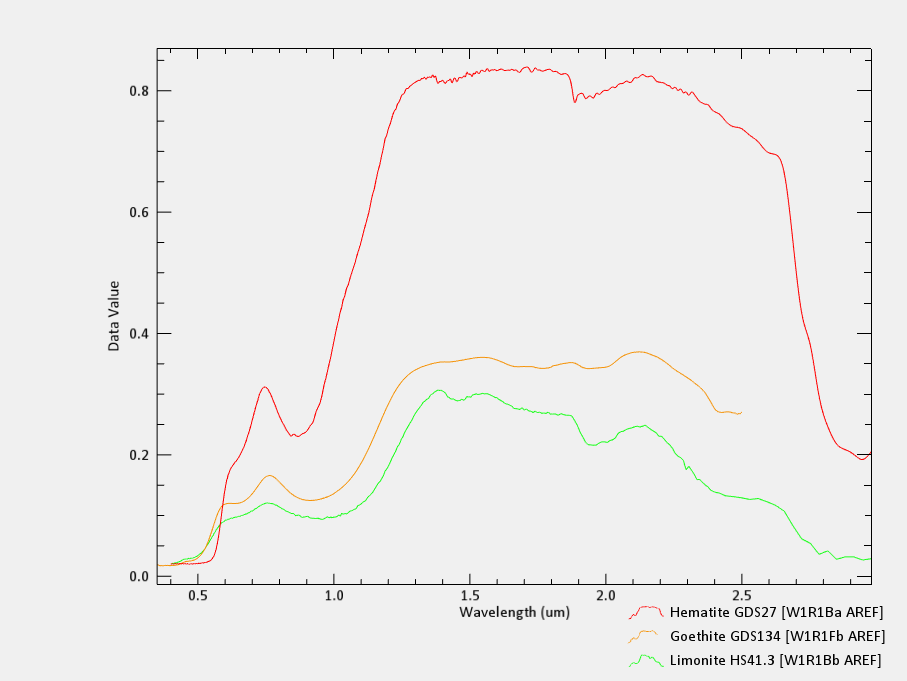 0.8
0.6
Data Value
0.4
0.2
0.0
0.5 1.0 1.5 2.0 2.5
Wavelength (um)
Hematite GDS27 [W1R1Ba AREF]
Goethite GDS134 [W1R1Fb AREF]
Limonite HS41.3 [W1R1Bb AREF]